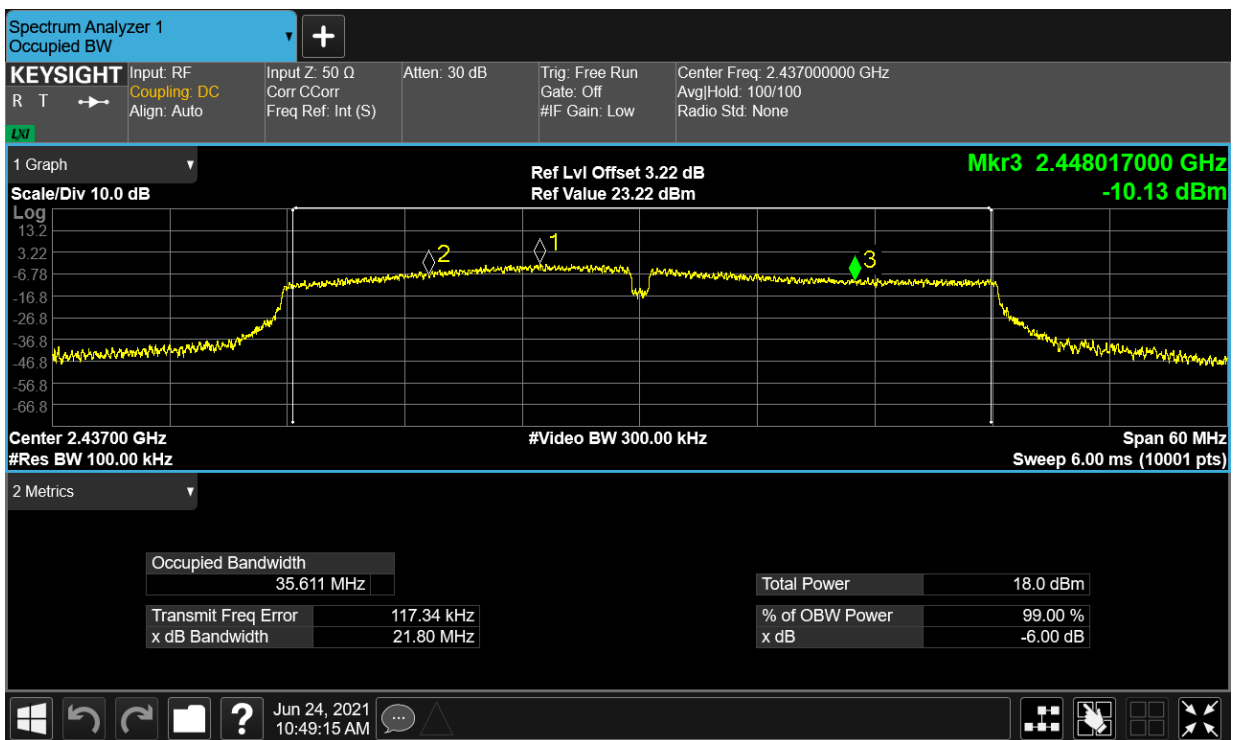 Spectrum Analyzer 1
Occupied BW
KEYSIGHT
R T
LXI
Input: RF
Coupling: DC
Align: Auto
Input Z: 50 Ω
Corr CCorr
Freq Ref: Int (S)
Atten: 30 dB
Trig: Free Run
Gate: Off
#IF Gain: Low
Center Freq: 2.437000000 GHz
Avg|Hold: 100/100
Radio Std: None
1 Graph
Scale/Div 10.0 dB
Ref Lvl Offset 3.22 dB
Ref Value 23.22 dBm
Mkr3 2.448017000 GHz
-10.13 dBm
Log
13.2
3.22
-6.78
-16.8
-26.8
-36.8
-46.8
-56.8
-66.8
2
1
3
Center 2.43700 GHz
#Res BW 100.00 kHz
#Video BW 300.00 kHz
Span 60 MHz
Sweep 6.00 ms (10001 pts)
2 Metrics
Occupied Bandwidth
35.611 MHz
Transmit Freq Error 117.34 kHz
x dB Bandwidth 21.80 MHz
Total Power 18.0 dBm
% of OBW Power 99.00 %
x dB -6.00 dB
?
Jun 24, 2021
10:49:15 AM